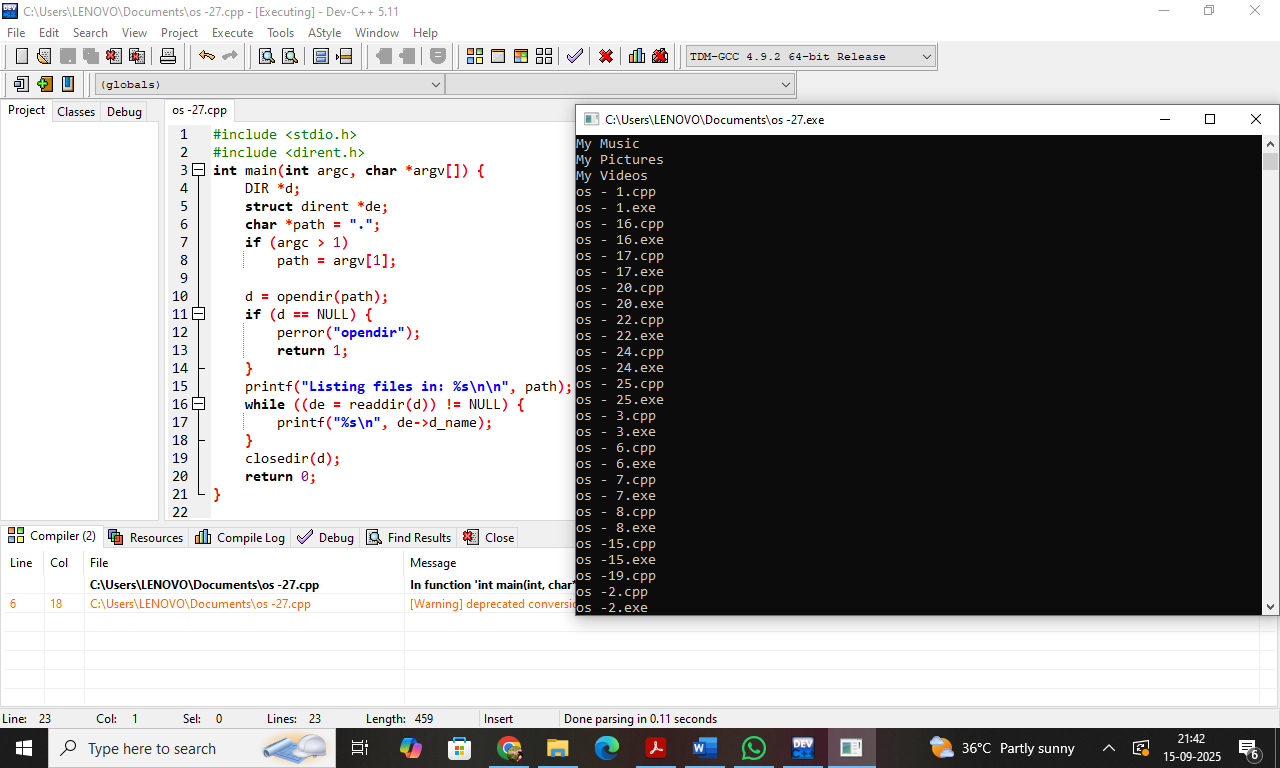 C:\Users\LENOVO\Documents\os -27.cpp - [Executing] - Dev-C++ 5.11
File Edit Search View Project Execute Tools AStyle Window Help
TDM-GCC 4.9.2 64-bit Release
(globals)
Project Classes Debug
os -27.cpp
1 #include <stdio.h>
2 #include <dirent.h>
3 int main(int argc, char *argv[]) {
4 DIR *d;
5 struct dirent *de;
6 char *path = ".";
7 if (argc > 1)
8 path = argv[1];
9
10 d = opendir(path);
11 if (d == NULL) {
12 perror("opendir");
13 return 1;
14 }
15 printf("Listing files in: %s\n\n", path);
16 while ((de = readdir(d)) != NULL) {
17 printf("%s\n", de->d_name);
18 }
19 closedir(d);
20 return 0;
21 }
22
C:\Users\LENOVO\Documents\os -27.exe
My Music
My Pictures
My Videos
os - 1.cpp
os - 1.exe
os - 16.cpp
os - 16.exe
os - 17.cpp
os - 17.exe
os - 20.cpp
os - 20.exe
os - 22.cpp
os - 22.exe
os - 24.cpp
os - 24.exe
os - 25.cpp
os - 25.exe
os - 3.cpp
os - 3.exe
os - 6.cpp
os - 6.exe
os - 7.cpp
os - 7.exe
os - 8.cpp
os - 8.exe
os -15.cpp
os -15.exe
os -19.cpp
os -2.cpp
os -2.exe
Compiler (2) Resources Compile Log Debug Find Results Close
Line Col File Message
C:\Users\LENOVO\Documents\os -27.cpp In function 'int main(int, char*
6 18 C:\Users\LENOVO\Documents\os -27.cpp [Warning] deprecated
Line: 23 Col: 1 Sel: 0 Lines: 23 Length: 459 Insert Done parsing in 0.11 seconds
Type here to search
36°C Partly sunny
21:42
15-09-2025
6